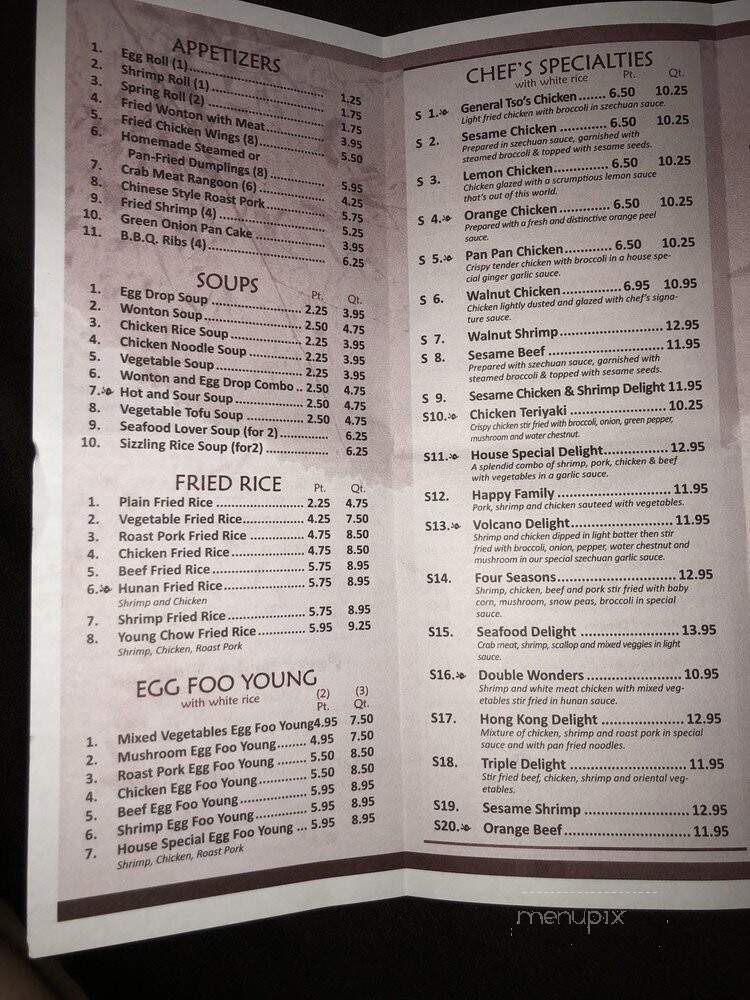 APPETIZERS
1. Egg Roll (1) 1.25
2. Shrimp Roll (1) 1.75
3. Spring Roll (2) 1.75
4. Fried Wonton with Meat 3.95
5. Fried Chicken Wings (8) 5.50
6. Homemade Steamed or
Pan-Fried Dumplings (8) 5.95
7. Crab Meat Rangoon (6) 4.25
8. Chinese Style Roast Pork 5.75
9. Fried Shrimp (4) 5.25
10. Green Onion Pan Cake 3.95
11. B.B.Q. Ribs (4) 6.25
SOUPS
Pt. Qt.
1. Egg Drop Soup 2.25 3.95
2. Wonton Soup 2.50 4.75
3. Chicken Rice Soup 2.25 3.95
4. Chicken Noodle Soup 2.25 3.95
5. Vegetable Soup 2.25 3.95
6. Wonton and Egg Drop Combo 2.50 4.75
7. Hot and Sour Soup 2.50 4.75
8. Vegetable Tofu Soup 2.50 4.75
9. Seafood Lover Soup (for 2) 6.25
10. Sizzling Rice Soup (for2) 6.25
FRIED RICE
Pt. Qt.
1. Plain Fried Rice 2.25 4.75
2. Vegetable Fried Rice 4.25 7.50
3. Roast Pork Fried Rice 4.75 8.50
4. Chicken Fried Rice 4.75 8.50
5. Beef Fried Rice 5.75 8.95
6. Hunan Fried Rice 5.75 8.95
Shrimp and Chicken
7. Shrimp Fried Rice 5.75 8.95
8. Young Chow Fried Rice 5.95 9.25
Shrimp, Chicken, Roast Pork
EGG FOO YOUNG
with white rice
(2) (3)
Pt. Qt.
1. Mixed Vegetables Egg Foo Young 4.95 7.50
2. Mushroom Egg Foo Young 4.95 7.50
3. Roast Pork Egg Foo Young 5.50 8.50
4. Chicken Egg Foo Young 5.50 8.50
5. Beef Egg Foo Young 5.95 8.95
6. Shrimp Egg Foo Young 5.95 8.95
7. House Special Egg Foo Young 5.95 8.95
Shrimp, Chicken, Roast Pork
CHEF'S SPECIALTIES
with white rice Pt. Qt.
S 1. General Tso's Chicken 6.50 10.25
Light fried chicken with broccoli in szechuan sauce.
S 2. Sesame Chicken 6.50 10.25
Prepared in szechuan sauce, garnished with
steamed broccoli & topped with sesame seeds.
S 3. Lemon Chicken 6.50 10.25
Chicken glazed with a scrumptious lemon sauce
that's out of this world.
S 4. Orange Chicken 6.50 10.25
Prepared with a fresh and distinctive orange peel
sauce.
S 5. Pan Pan Chicken 6.50 10.25
Crispy tender chicken with broccoli in a house spe-
cial ginger garlic sauce.
S 6. Walnut Chicken 6.95 10.95
Chicken lightly dusted and glazed with chef's signa-
ture sauce.
S 7. Walnut Shrimp 12.95
S 8. Sesame Beef 11.95
Prepared with szechuan sauce, garnished with
steamed broccoli & topped with sesame seeds.
S 9. Sesame Chicken & Shrimp Delight 11.95
S10. Chicken Teriyaki 10.25
Crispy chicken stir fried with broccoli, onion, green pepper,
mushroom and water chestnut.
S11. House Special Delight 12.95
A splendid combo of shrimp, pork, chicken & beef
with vegetables in a garlic sauce.
S12. Happy Family 11.95
Pork, shrimp and chicken sauteed with vegetables.
S13. Volcano Delight 11.95
Shrimp and chicken dipped in light batter then stir
fried with broccoli, onion, pepper, water chestnut and
mushroom in our special szechuan garlic sauce.
S14. Four Seasons 12.95
Shrimp, chicken, beef and pork stir fried with baby
corn, mushroom, snow peas, broccoli in special
sauce.
S15. Seafood Delight 13.95
Crab meat, shrimp, scallop and mixed veggies in light
sauce.
S16. Double Wonders 10.95
Shrimp and white meat chicken with mixed veg-
etables stir fried in hunan sauce.
S17. Hong Kong Delight 12.95
Mixture of chicken, shrimp and roast pork in special
sauce and with pan fried noodles.
S18. Triple Delight 11.95
Stir fried beef, chicken, shrimp and oriental veg-
etables.
S19. Sesame Shrimp 12.95
S20. Orange Beef 11.95
menupix